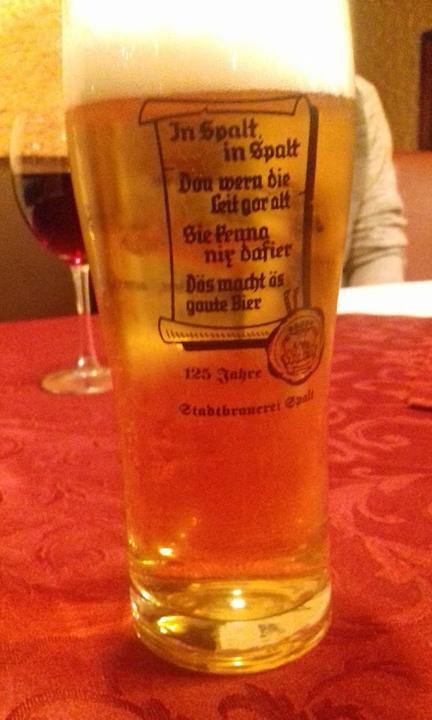 In Spalt,
in Spalt
Dou wern die
Leit gor alt
Sie kenna
nix dafier
Dös macht ös
goute Bier
125 Jahre
Stadtbrauerei Spalt